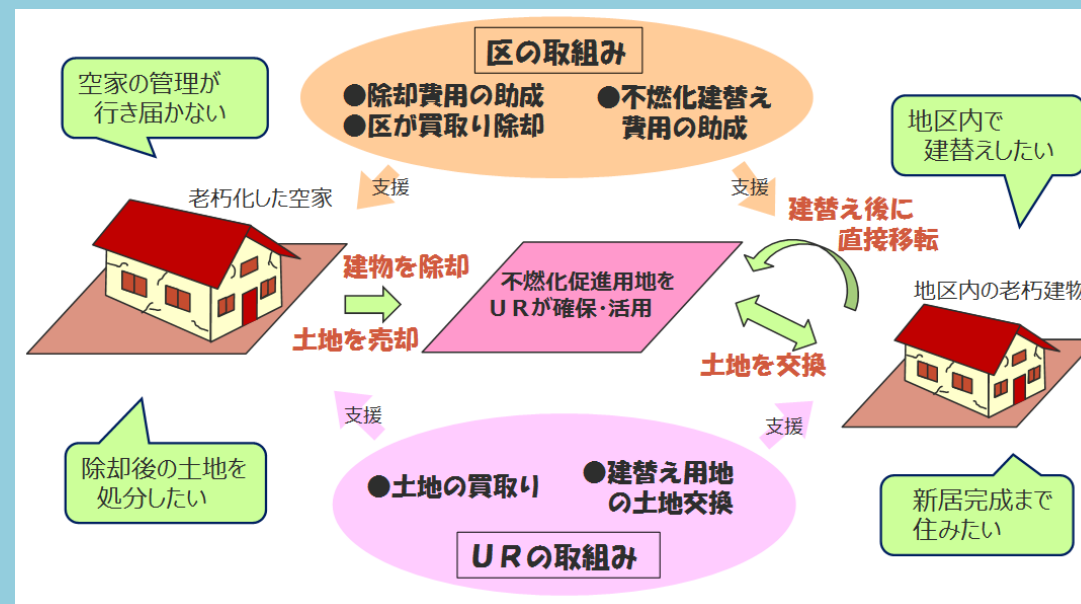 区の取組み
●除却費用の助成
●区が買取り除却
●不燃化建替え
費用の助成
空家の管理が
行き届かない
地区内で
建替えしたい
支援
支援
老朽化した空家
建替え後に
直接移転
建物を除却
土地を売却
不燃化促進用地を
URが確保・活用
土地を交換
地区内の老朽建物
支援
支援
除却後の土地を
処分したい
●土地の買取り
●建替え用地
の土地交換
URの取組み
新居完成まで
住みたい